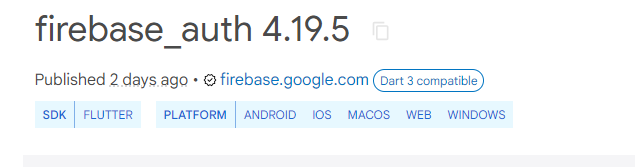 firebase_auth 4.19.5
Published 2 days ago • firebase.google.com Dart 3 compatible
SDK FLUTTER PLATFORM ANDROID IOS MACOS WEB WINDOWS